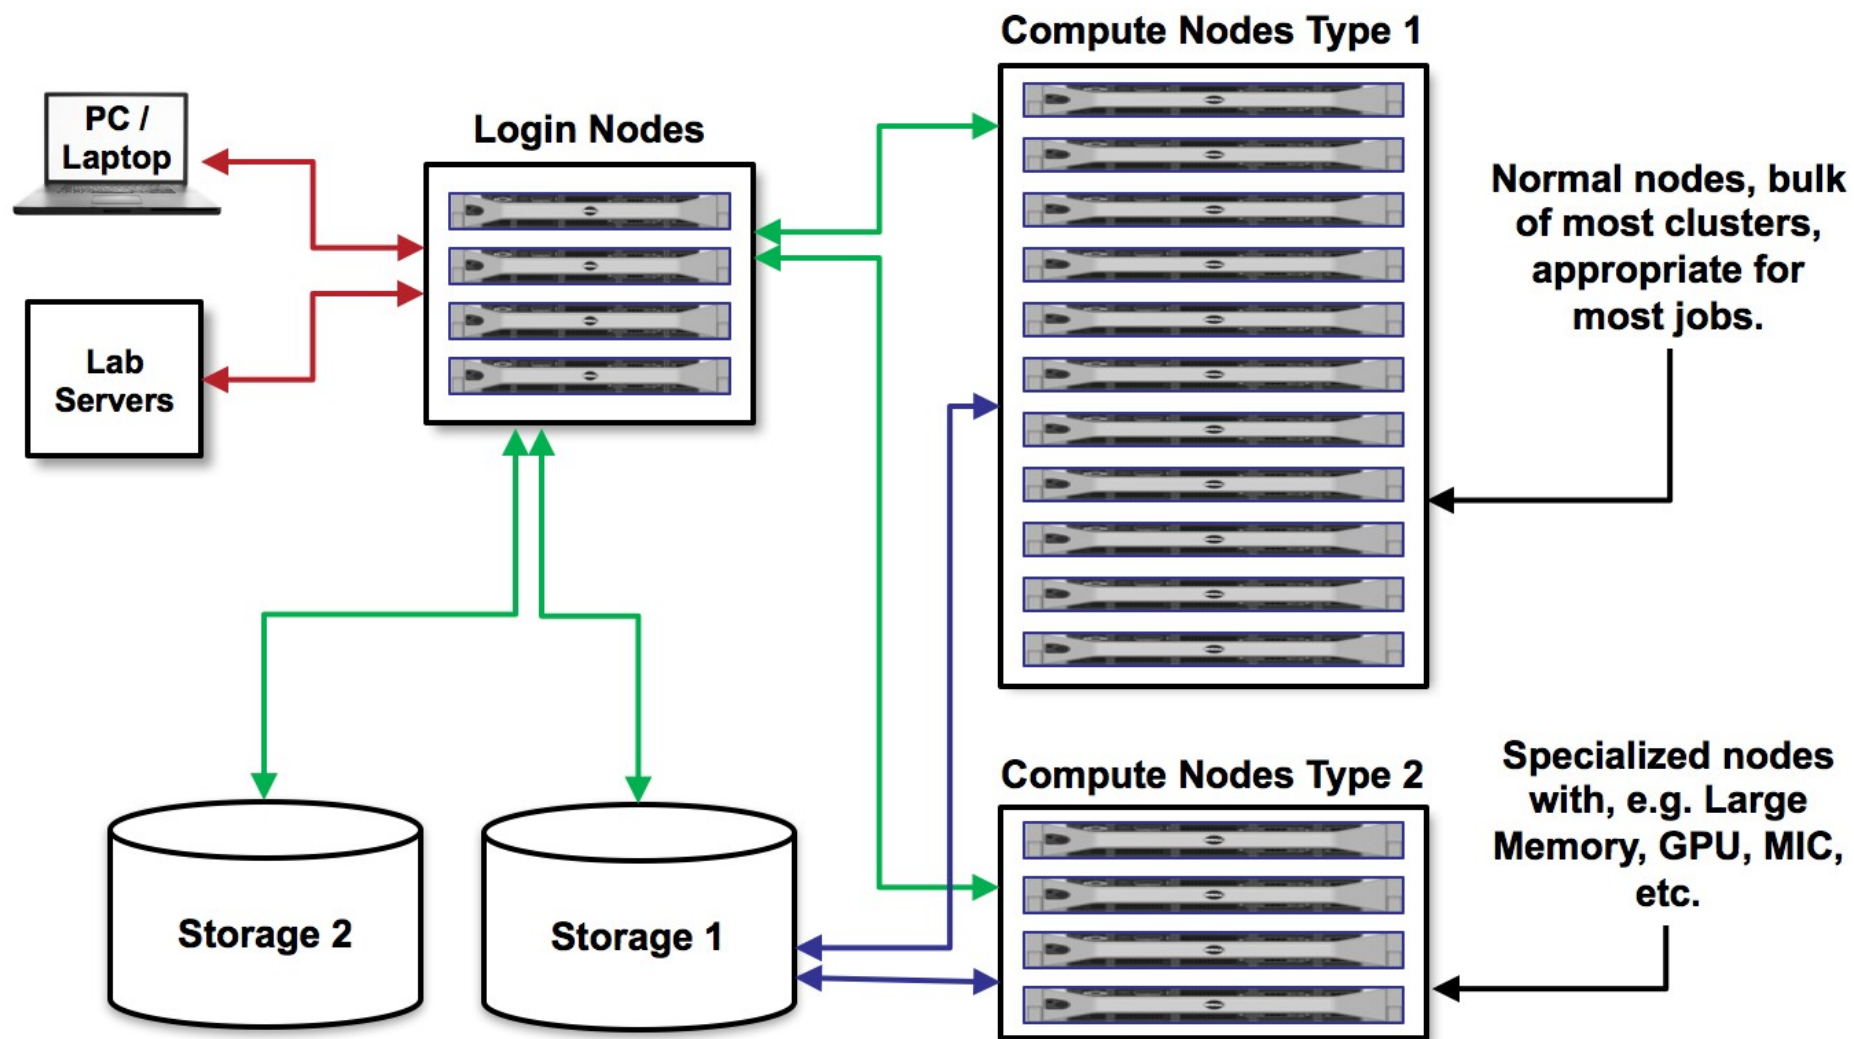 Compute Nodes Type 1
PC /
Laptop
Login Nodes
Normal nodes, bulk
of most clusters,
appropriate for
most jobs.
Lab
Servers
Compute Nodes Type 2
Specialized nodes
with, e.g. Large
Memory, GPU, MIC,
etc.
Storage 2
Storage 1